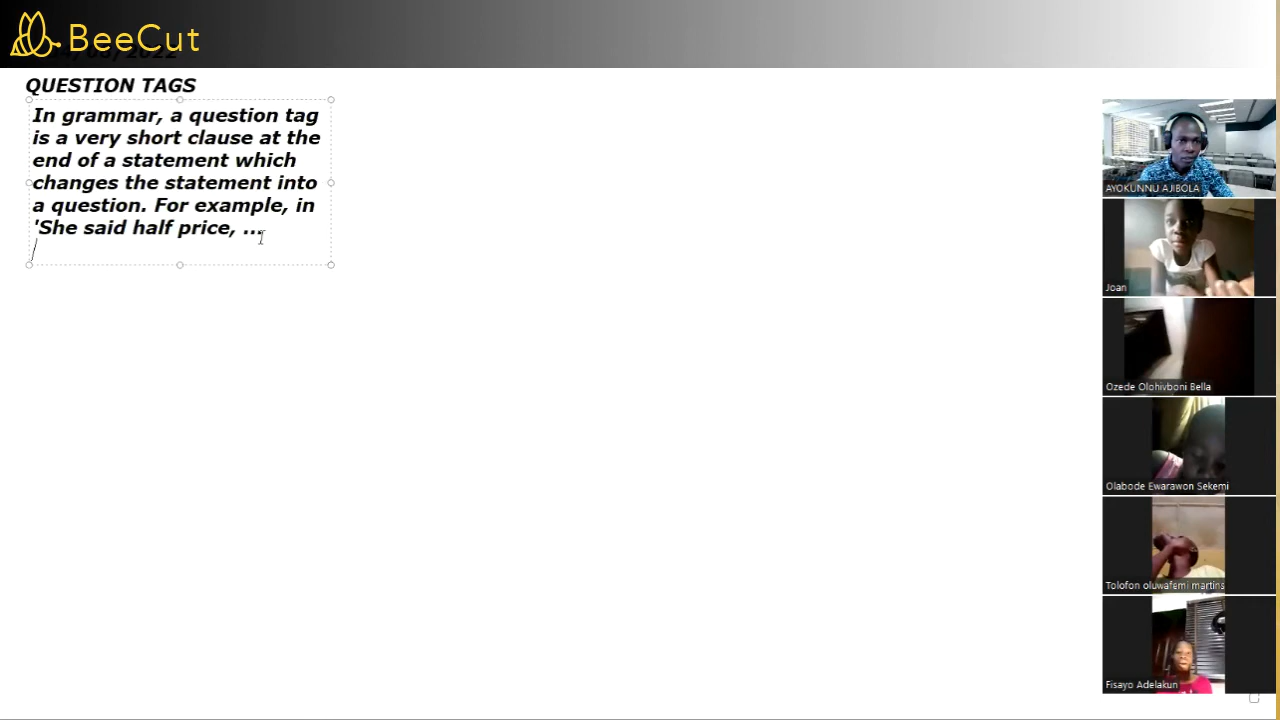 BeeCut
QUESTION TAGS
In grammar, a question tag
is a very short clause at the
end of a statement which
changes the statement into
a question. For example, in
'She said half price, ...
AYOKUNNU AJIBOLA
Joan
Ozede Olohivboni Bella
Olabode Ewarawon Sekemi
Tolofon oluwafemi martins
Fisayo Adelakun